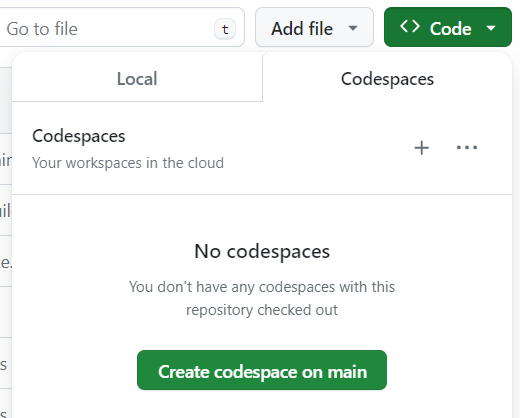 Go to file
t
Add file
<> Code
Local
Codespaces
Codespaces
Your workspaces in the cloud
No codespaces
You don't have any codespaces with this
repository checked out
Create codespace on main